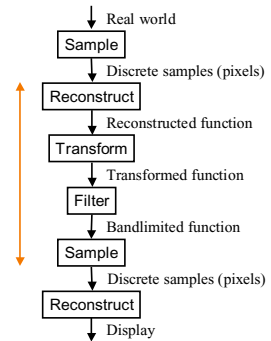 Real world
Sample
Discrete samples (pixels)
Reconstruct
Reconstructed function
Transform
Transformed function
Filter
Bandlimited function
Sample
Discrete samples (pixels)
Reconstruct
Display